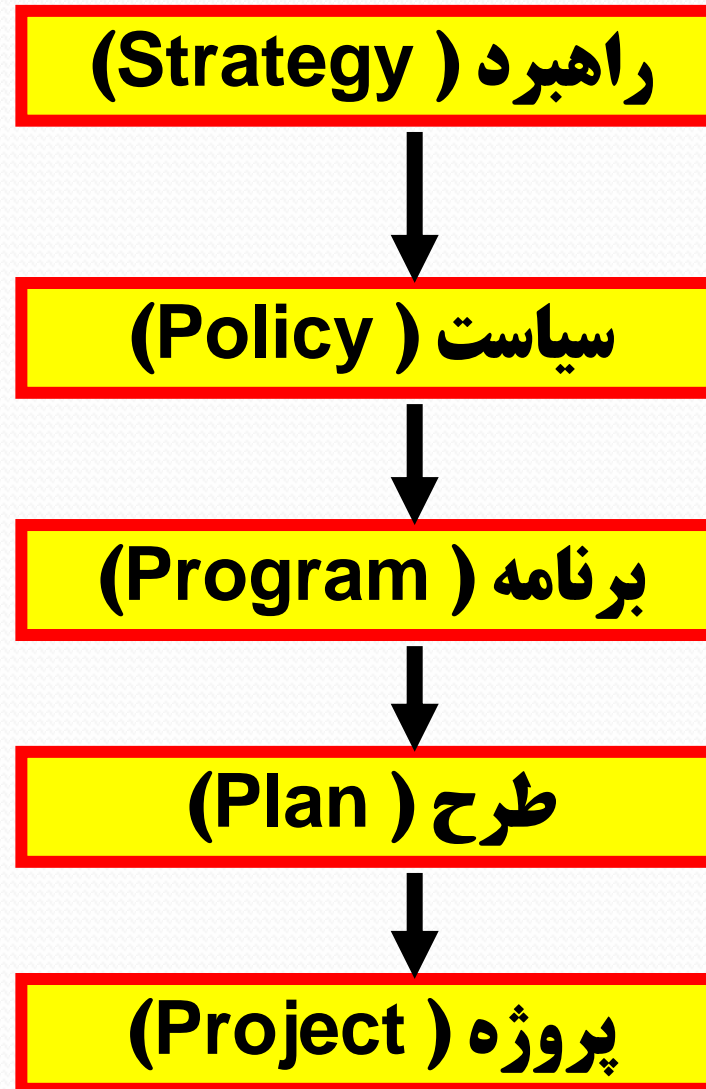 راهبرد ( Strategy)
سیاست ( Policy)
برنامه ( Program)
طرح ( Plan)
پروژه ( Project)